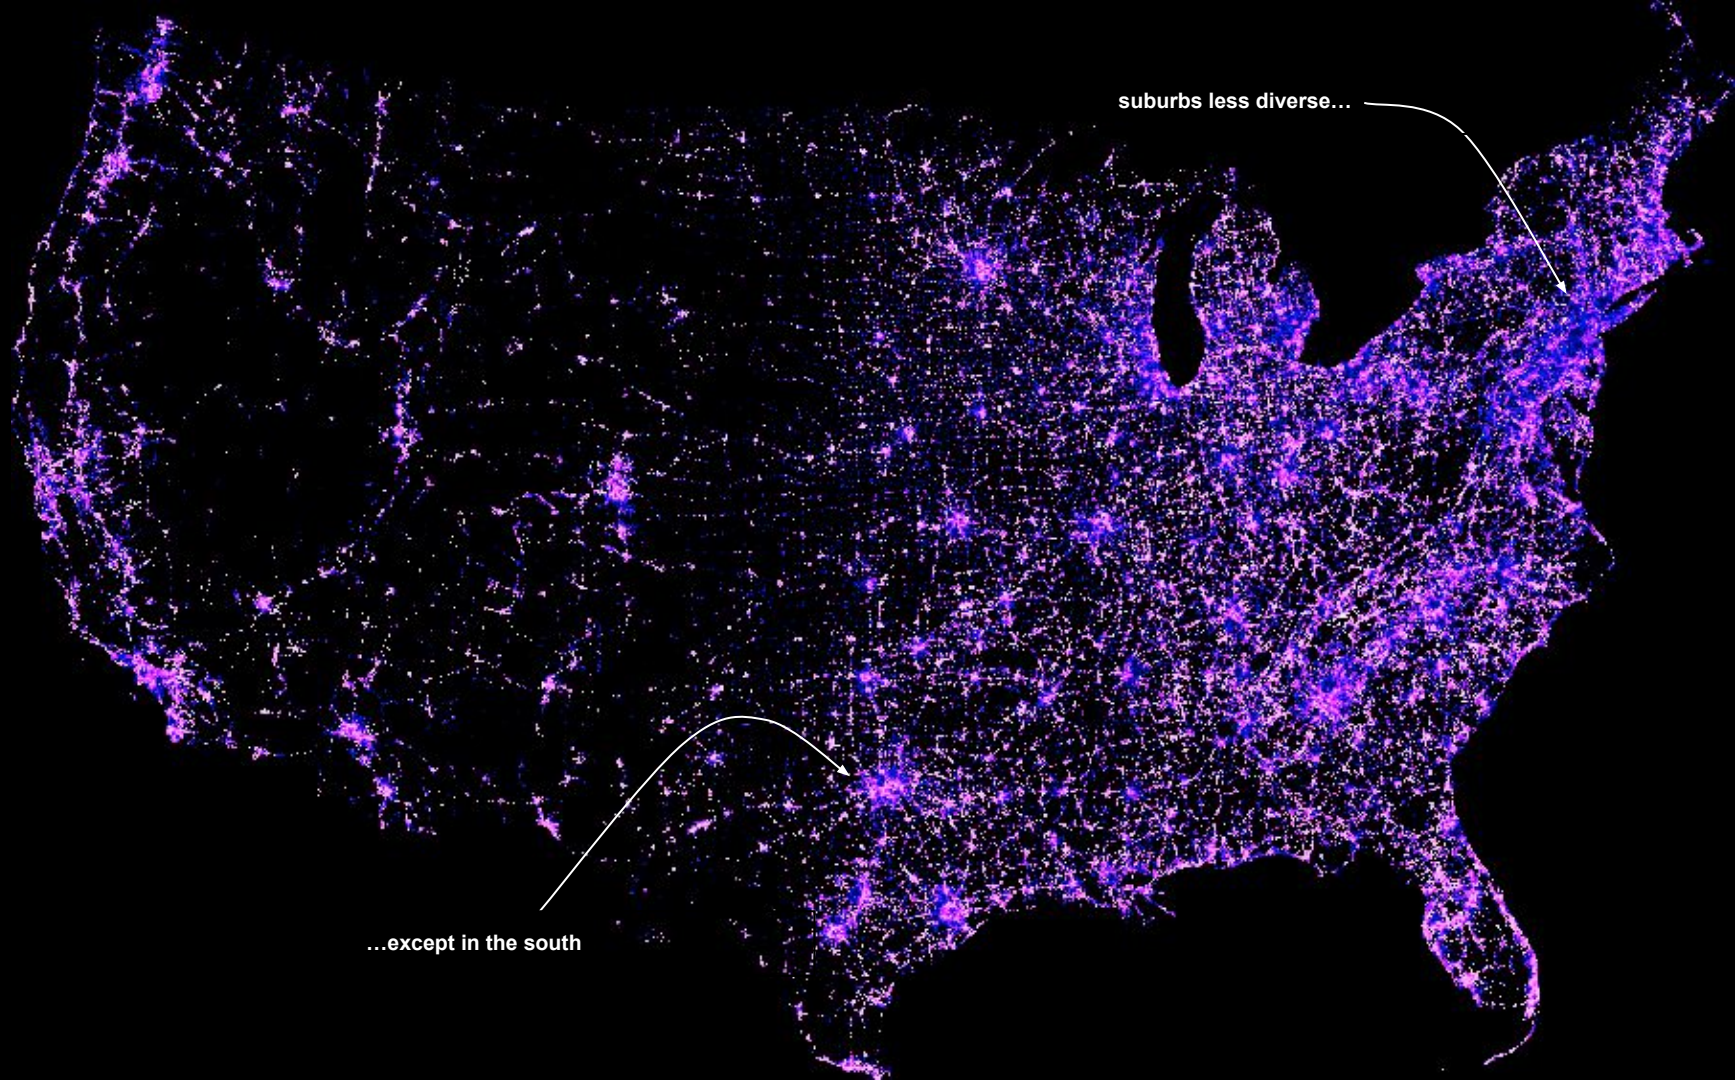 suburbs less diverse…
…except in the south